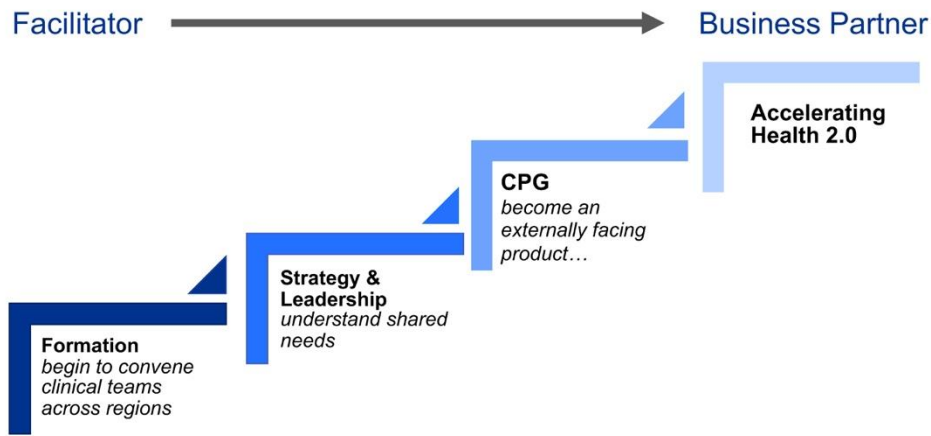 Facilitator
Business Partner
Accelerating
Health 2.0
CPG
become an
externally facing
product…
Strategy &
Leadership
understand shared
needs
Formation
begin to convene
clinical teams
across regions